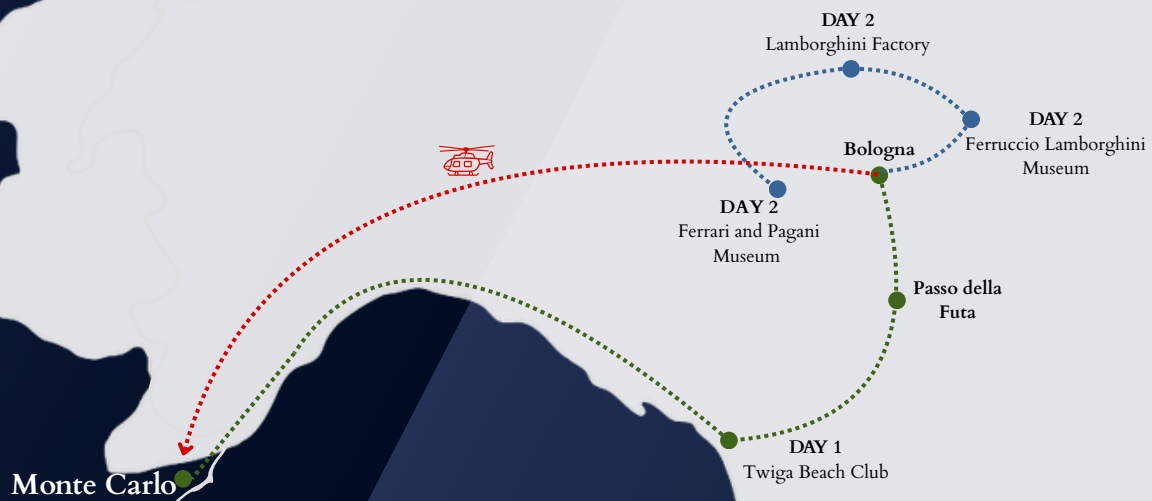 DAY 2
Lamborghini Factory
DAY 2
Ferruccio Lamborghini
Museum
Bologna
DAY 2
Ferrari and Pagani
Museum
Passo della
Futa
DAY 1
Twiga Beach Club
Monte Carlo